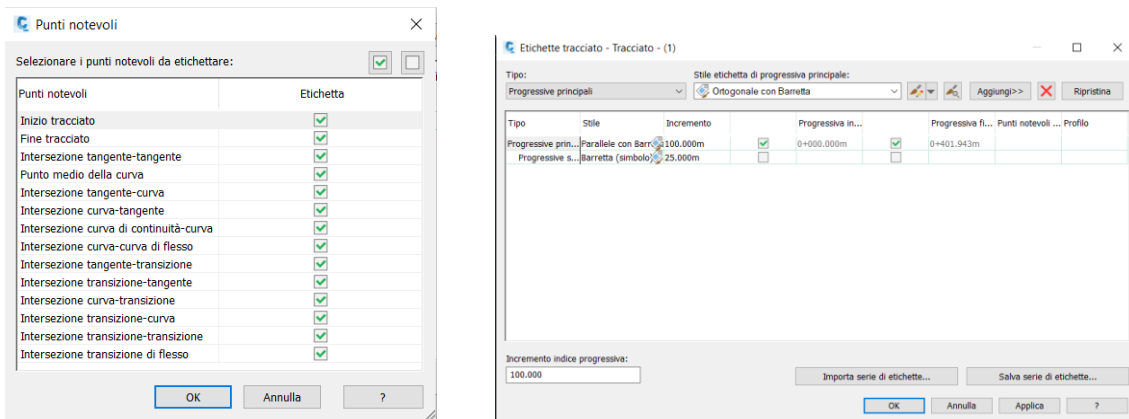 Punti notevoli
Selezionare i punti notevoli da etichettare:
Punti notevoli Etichetta
Inizio tracciato
Fine tracciato
Intersezione tangente-tangente
Punto medio della curva
Intersezione tangente-curva
Intersezione curva-tangente
Intersezione curva di continuità-curva
Intersezione curva-curva di flesso
Intersezione tangente-transizione
Intersezione transizione-tangente
Intersezione curva-transizione
Intersezione transizione-curva
Intersezione transizione-transizione
Intersezione transizione di flesso
OK Annulla ?
Etichette tracciato - Tracciato - (1)
Tipo: Stile etichetta di progressiva principale:
Progressive principali Ortogonale con Barretta Aggiungi>> Ripristina
Tipo Stile Incremento Progressiva in... Progressiva fi... Punti notevoli ... Profilo
Progressive prin... Parallele con Barr 100.000m 0+000.000m 0+401.943m
Progressive s... Barretta (simbolo) 25.000m
Incremento indice progressiva:
100.000 Importa serie di etichette... Salva serie di etichette...
OK Annulla Applica ?